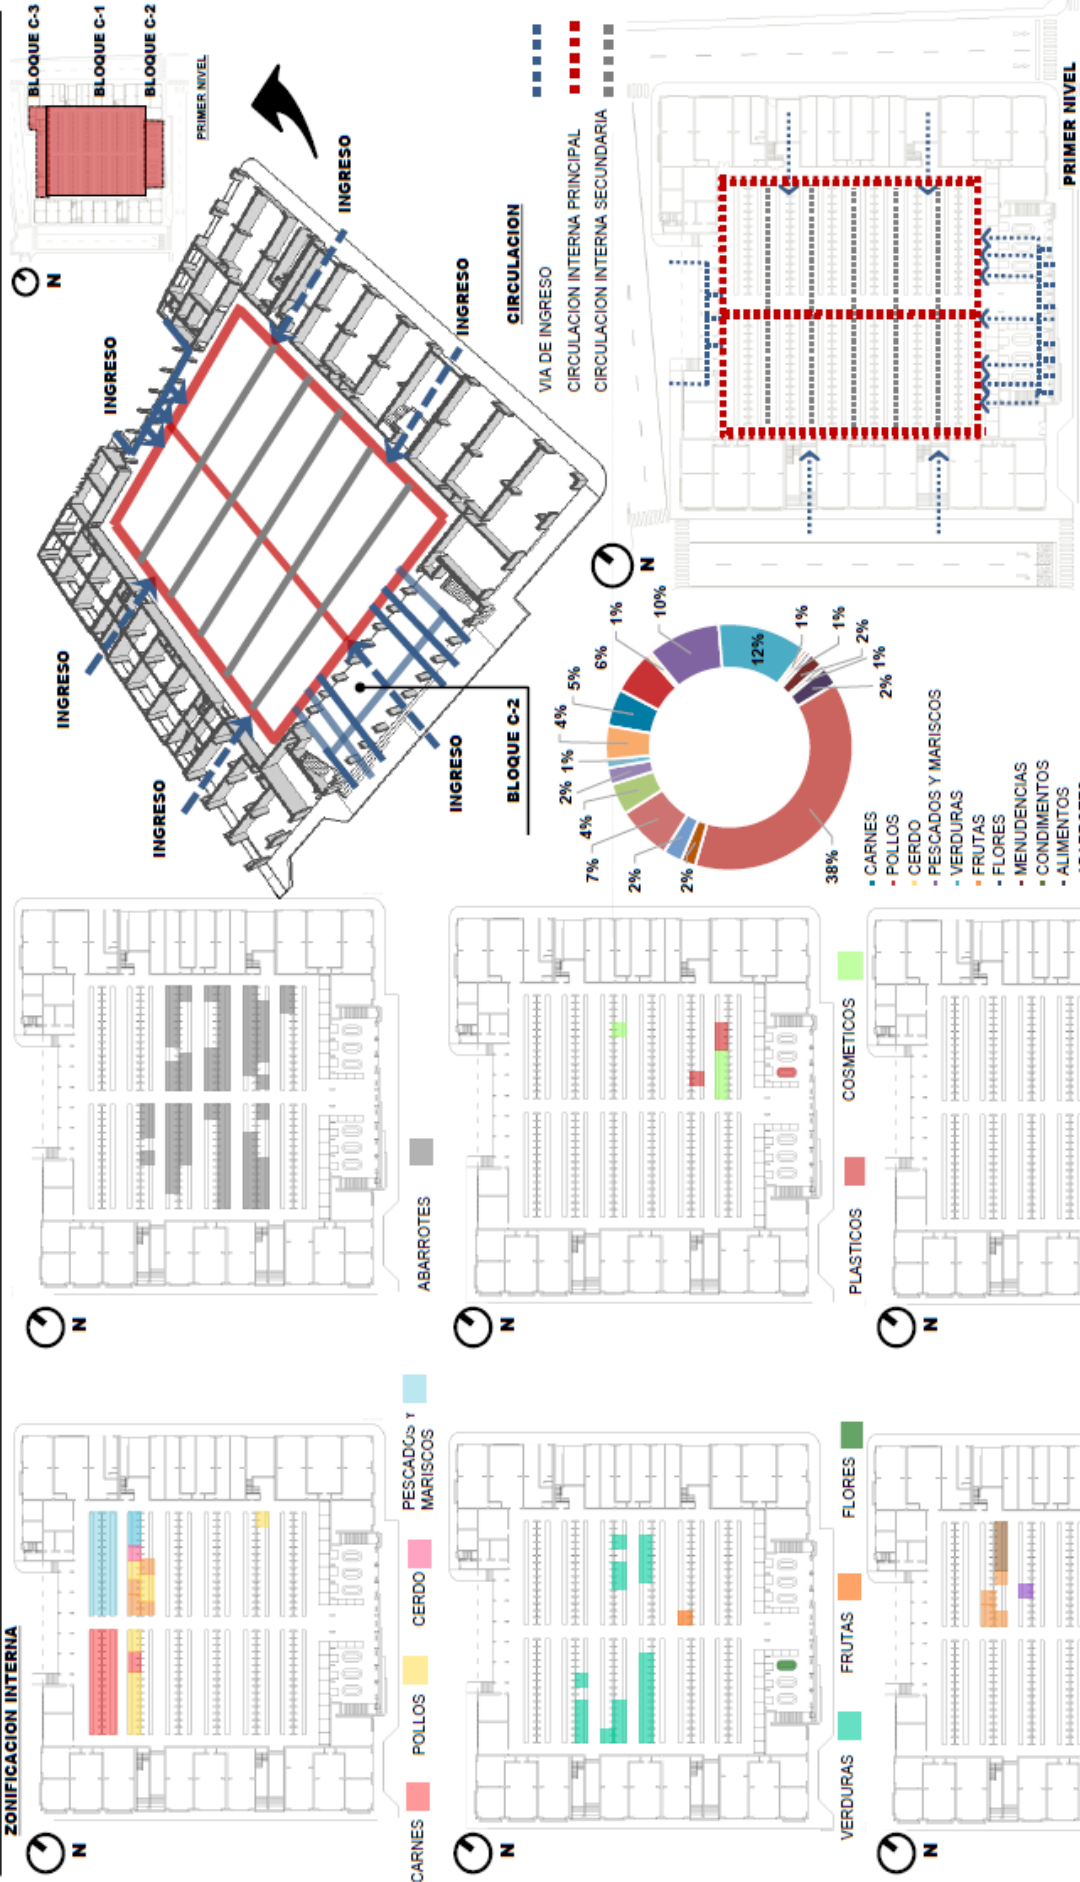 ZONIFICACION INTERNA
N
CARNES
POLLOS
CERDO
PESCADOS Y
MARISCOS
N
ABARROTES
INGRESO
INGRESO
INGRESO
INGRESO
INGRESO
INGRESO
BLOQUE C-2
N
BLOQUE C-3
BLOQUE C-1
BLOQUE C-2
PRIMER NIVEL
CIRCULACION
VIA DE INGRESO
CIRCULACION INTERNA PRINCIPAL
CIRCULACION INTERNA SECUNDARIA
N
VERDURAS
FRUTAS
FLORES
N
PLASTICOS
COSMETICOS
5%
6%
1%
10%
12%
1%
1%
2%
1%
2%
38%
2%
2%
7%
4%
2%
1%
4%
CARNES
POLLOS
CERDO
PESCADOS Y MARISCOS
VERDURAS
FRUTAS
FLORES
MENUDENCIAS
CONDIMENTOS
ALIMENTOS
N
PRIMER NIVEL
N
N